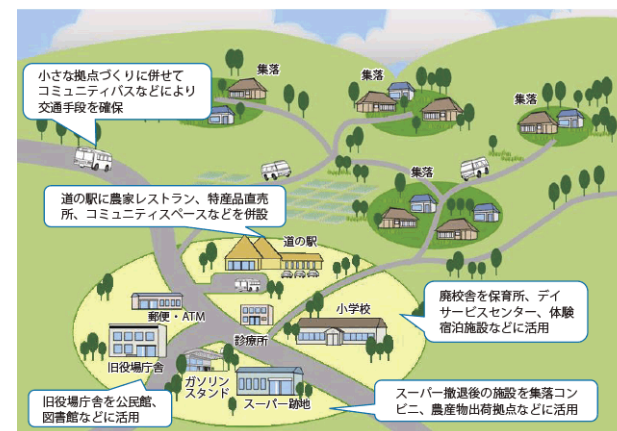 小さな拠点づくりに併せて
コミュニティバスなどにより
交通手段を確保
集落
集落
集落
集落
道の駅に農家レストラン、特産品直売
所、コミュニティスペースなどを併設
道の駅
郵便・ATM
小学校
診療所
旧役場庁舎
ガソリン
スタンド
スーパー跡地
廃校舎を保育所、デイ
サービスセンター、体験
宿泊施設などに活用
旧役場庁舎を公民館、
図書館などに活用
スーパー撤退後の施設を集落コン
ビニ、農産物出荷拠点などに活用